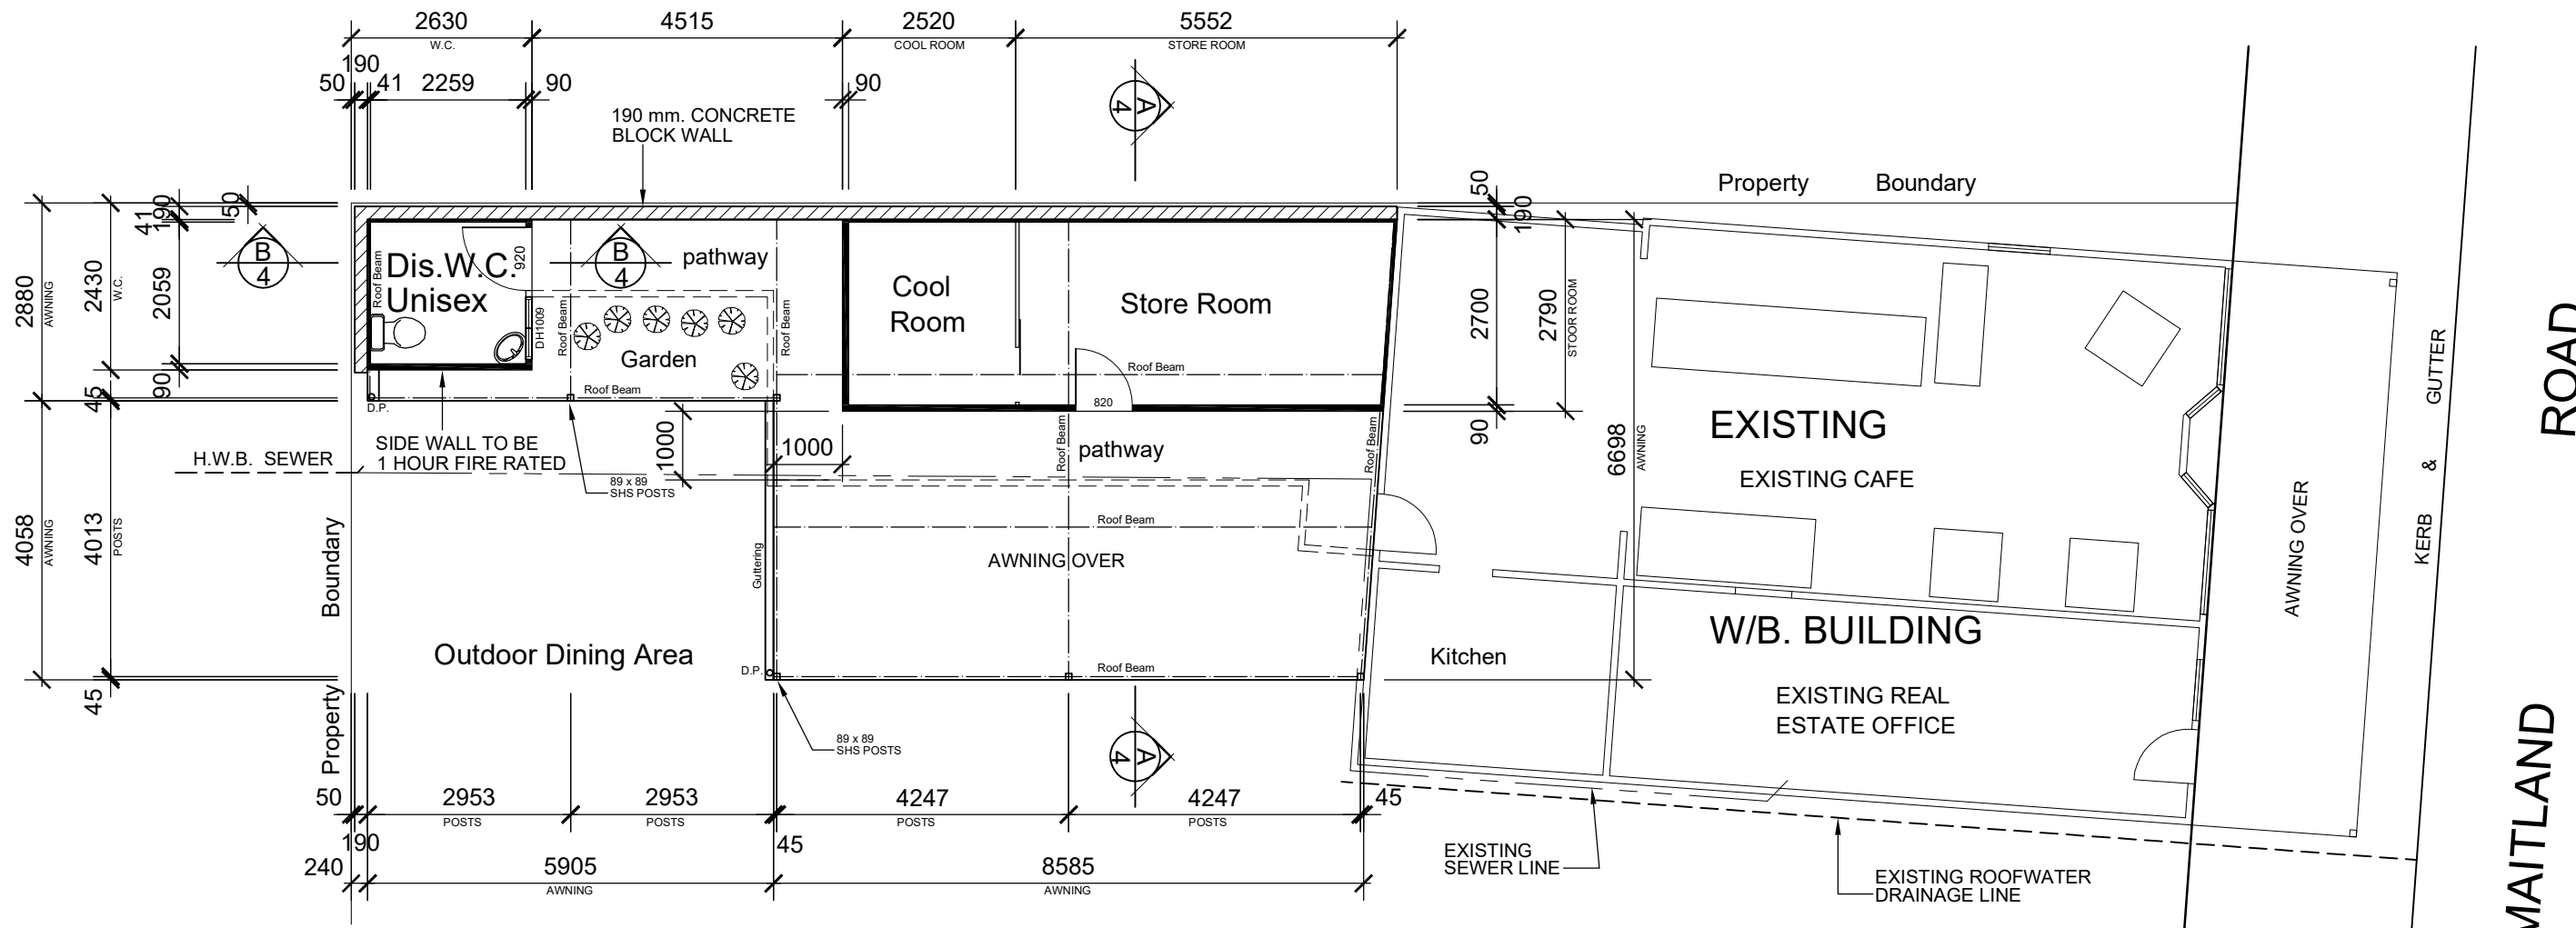 2630
4515
2520
5552
W.C.
COOL ROOM
STORE ROOM
190
50
41
2259
90
90
190 mm. CONCRETE
BLOCK WALL
A
4
Property Boundary
50
190
41
190
50
2880
AWNING
2430
W.C.
2059
90
45
B
4
Roof Beam
Dis.W.C.
Unisex
920
DH1009
B
4
pathway
Roof Beam
Garden
Roof Beam
Roof Beam
Cool
Room
Store Room
Roof Beam
820
2700
2790
STOOR ROOM
90
6698
AWNING
D.P.
SIDE WALL TO BE
1 HOUR FIRE RATED
H.W.B. SEWER
89 x 89
SHS POSTS
1000
1000
Roof Beam
pathway
Roof Beam
EXISTING
EXISTING CAFE
4058
AWNING
4013
POSTS
45
Property Boundary
Outdoor Dining Area
Guttering
Roof Beam
AWNING OVER
Roof Beam
D.P.
89 x 89
SHS POSTS
A
4
Kitchen
W/B. BUILDING
EXISTING REAL
ESTATE OFFICE
AWNING OVER
KERB & GUTTER
MAITLAND ROAD
50
2953
2953
4247
4247
45
POSTS
POSTS
POSTS
POSTS
190
45
240
5905
8585
AWNING
AWNING
EXISTING
SEWER LINE
EXISTING ROOFWATER
DRAINAGE LINE